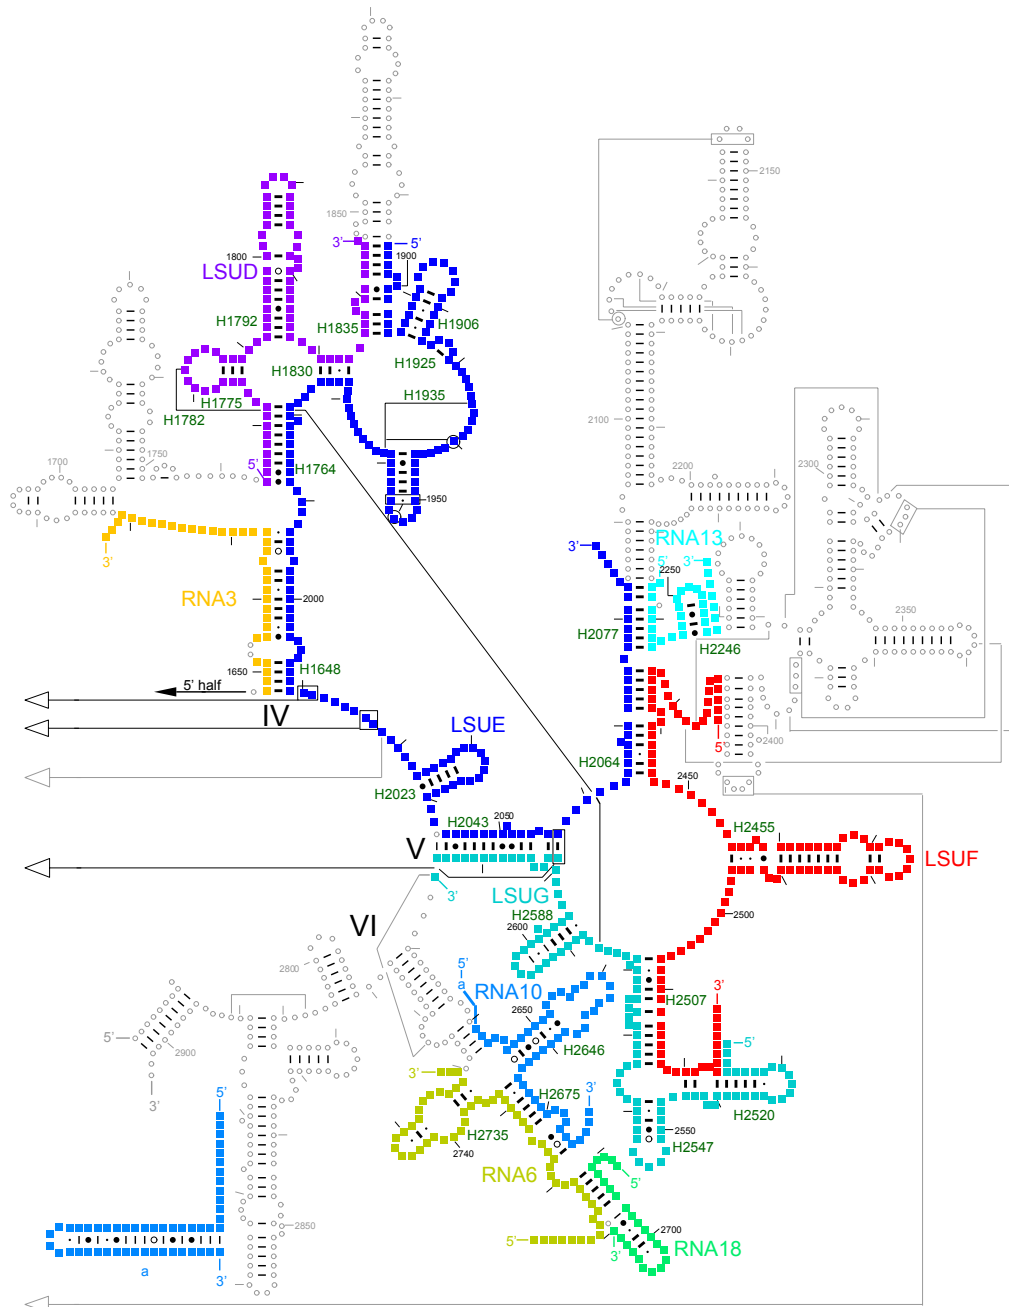 2150
1850
3'
5'
1900
1800
LSUD
H1792
H1835
H1906
H1925
H1830
H1935
H1775
H1782
2100
1700
1750
5'
H1764
2200
2300
1950
3'
RNA13
5'
3'
2250
3'
RNA3
2000
H2077
H2246
2350
H1648
1650
5' half
IV
LSUE
2400
5'
H2064
2450
H2023
H2043
2050
H2455
V
LSUF
LSUG
3'
H2588
2500
VI
2600
2800
5'
a
RNA10
3'
H2507
2650
5'
5'
2900
H2646
3'
H2675
3'
H2520
3'
5'
H2735
2550
2740
H2547
RNA6
5'
2850
2700
5'
3'
RNA18
a
3'